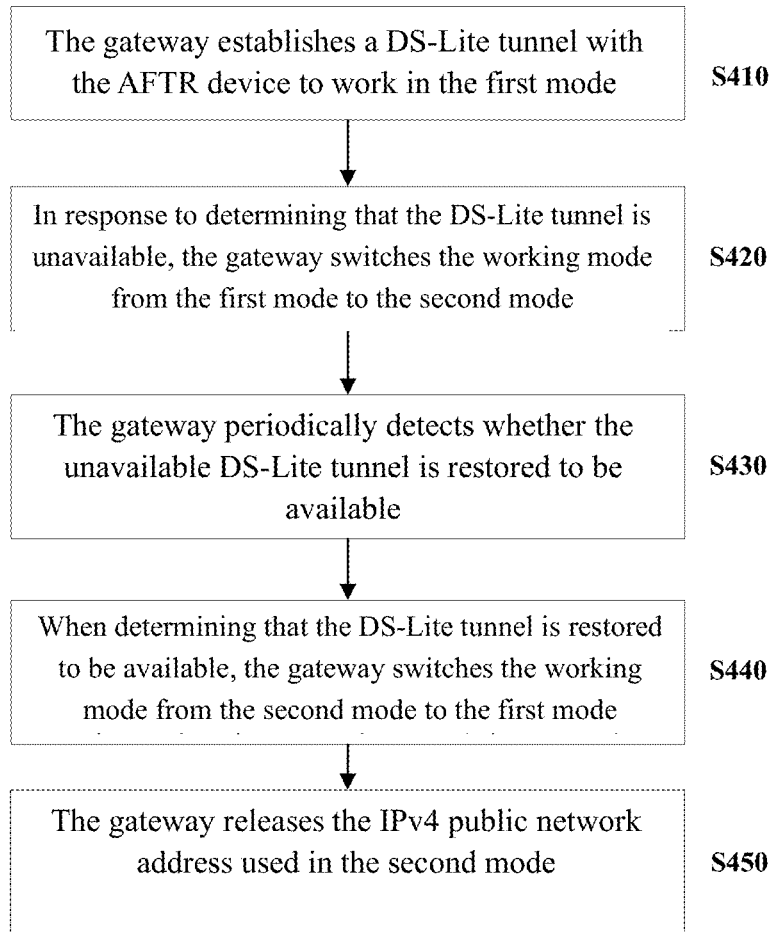 The gateway establishes a DS-Lite tunnel with
the AFTR device to work in the first mode
S410
In response to determining that the DS-Lite tunnel is
unavailable, the gateway switches the working mode
from the first mode to the second mode
S420
The gateway periodically detects whether the
unavailable DS-Lite tunnel is restored to be
available
S430
When determining that the DS-Lite tunnel is restored
to be available, the gateway switches the working
mode from the second mode to the first mode
S440
The gateway releases the IPv4 public network
address used in the second mode
S450